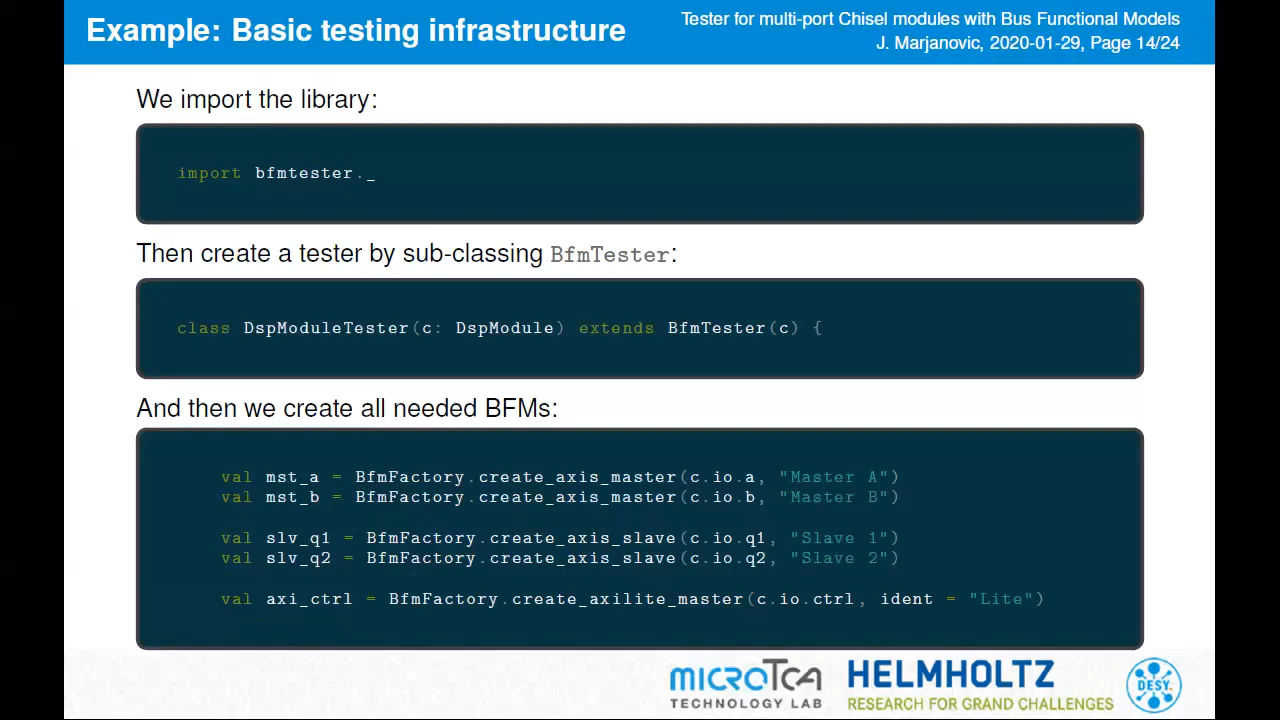 Example: Basic testing infrastructure
Tester for multi-port Chisel modules with Bus Functional Models
J. Marjanovic, 2020-01-29, Page 14/24
We import the library:
import bfmtester._
Then create a tester by sub-classing BfmTester:
class DspModuleTester(c: DspModule) extends BfmTester(c) {
And then we create all needed BFMs:
val mst_a = BfmFactory.create_axis_master(c.io.a, "Master A")
val mst_b = BfmFactory.create_axis_master(c.io.b, "Master B")
val slv_q1 = BfmFactory.create_axis_slave(c.io.q1, "Slave 1")
val slv_q2 = BfmFactory.create_axis_slave(c.io.q2, "Slave 2")
val axi_ctrl = BfmFactory.create_axilite_master(c.io.ctrl, ident = "Lite")
MicroTCA
TECHNOLOGY LAB
HELMHOLTZ
RESEARCH FOR GRAND CHALLENGES
DESY.